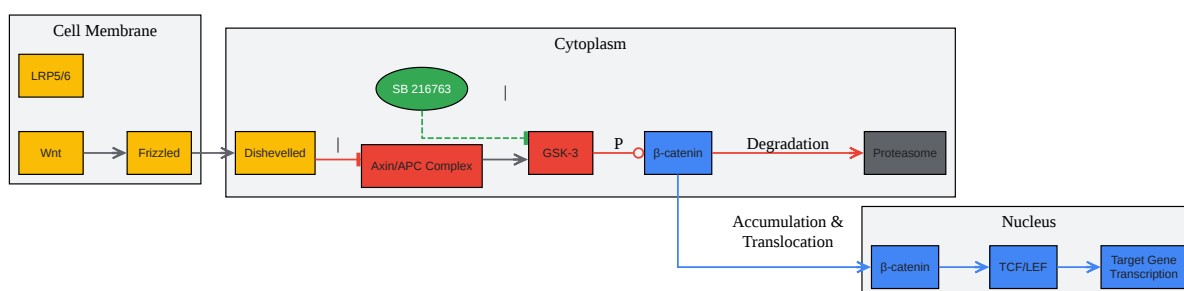 Cell Membrane
LRP5/6
Wnt
Frizzled
Cytoplasm
SB 216763
|
Dishevelled
|
Axin/APC Complex
GSK-3
P
β-catenin
Degradation
Proteasome
Accumulation &
Translocation
Nucleus
β-catenin
TCF/LEF
Target Gene
Transcription